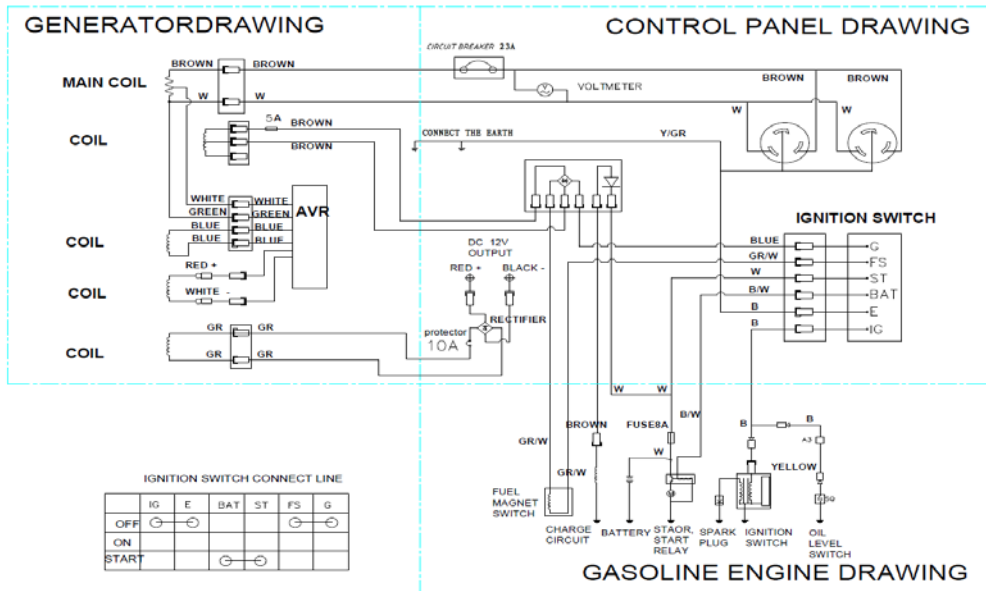 GENERATORDRAWING
CONTROL PANEL DRAWING
CIRCUIT BREAKER 23A
BROWN
BROWN
MAIN COIL
VOLTMETER
BROWN
BROWN
W
W
W
W
5A
BROWN
COIL
CONNECT THE EARTH
Y/GR
BROWN
WHITE
WHITE
AVR
GREEN
GREEN
BLUE
BLUE
COIL
BLUE
BLUE
RED +
COIL
WHITE -
DC 12V
OUTPUT
RED +
BLACK -
RECTIFIER
protector
10A
GR
GR
COIL
GR
GR
IGNITION SWITCH
BLUE
G
GR/W
FS
W
ST
B/W
BAT
B
E
B
IG
W
W
B/W
BROWN
FUSE8A
B
B
A3
GR/W
W
YELLOW
GR/W
SQ
FUEL
MAGNET
SWITCH
CHARGE
CIRCUIT
BATTERY
STAOR,
START
RELAY
SPARK
PLUG
IGNITION
SWITCH
OIL
LEVEL
SWITCH
IGNITION SWITCH CONNECT LINE
IG E BAT ST FS G
OFF
ON
START
GASOLINE ENGINE DRAWING